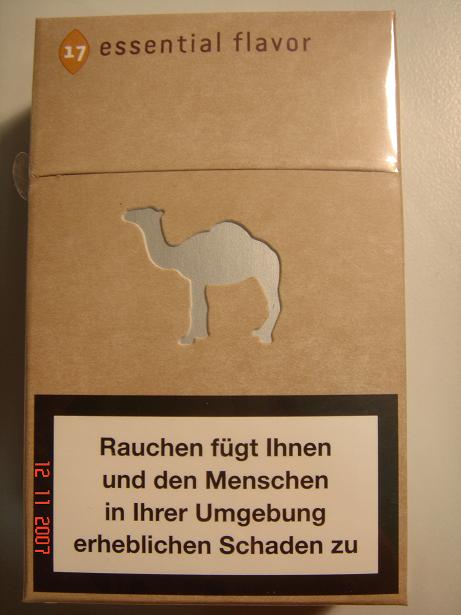 17 essential flavor
Rauchen fügt Ihnen
und den Menschen
in Ihrer Umgebung
erheblichen Schaden zu
12 11 2007